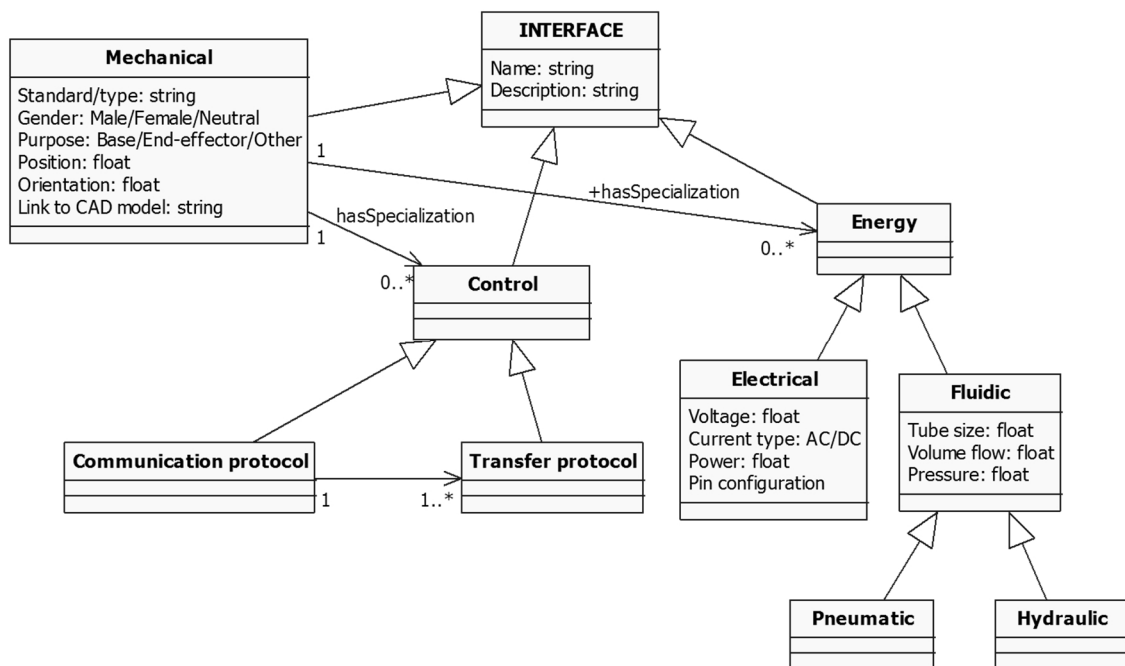 INTERFACE
Name: string
Description: string
Mechanical
Standard/type: string
Gender: Male/Female/Neutral
Purpose: Base/End-effector/Other
Position: float
Orientation: float
Link to CAD model: string
1
+hasSpecialization
0..*
hasSpecialization
1
0..*
Energy
Control
Electrical
Voltage: float
Current type: AC/DC
Power: float
Pin configuration
Fluidic
Tube size: float
Volume flow: float
Pressure: float
Communication protocol
1
1..*
Transfer protocol
Pneumatic
Hydraulic